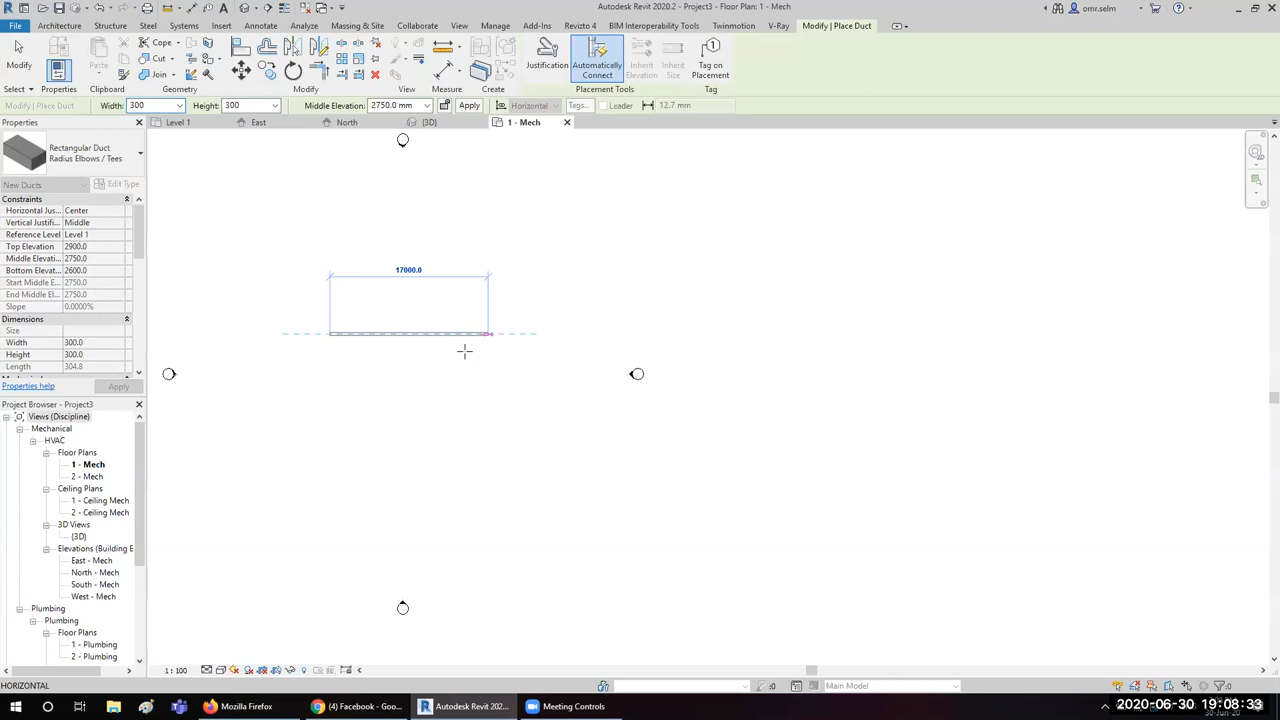 Autodesk Revit 2020.2 - Project3 - Floor Plan: 1 - Mech
omr.selm
File Architecture Structure Steel Systems Insert Annotate Analyze Massing & Site Collaborate View Manage Add-Ins Revizto 4 BIM Interoperability Tools Twinmotion V-Ray Modify | Place Duct
Modify
Paste
Cope
Cut
Join
Justification
Automatically Connect
Inherit Elevation
Inherit Size
Tag on Placement
Select Properties Clipboard Geometry Modify View Measure Create Placement Tools Tag
Modify | Place Duct Width: 300 Height: 300 Middle Elevation: 2750.0 mm Apply Horizontal Tags... Leader 12.7 mm
Properties
Level 1 East North {3D} 1 - Mech
Rectangular Duct
Radius Elbows / Tees
New Ducts Edit Type
Constraints
Horizontal Jus... Center
Vertical Justifi... Middle
Reference Level Level 1
Top Elevation 2900.0
Middle Elevati... 2750.0
Bottom Elevat... 2600.0
Start Middle E... 2750.0
End Middle El... 2750.0
Slope 0.0000%
Dimensions
Size
Width 300.0
Height 300.0
Length 304.8
Properties help Apply
17000.0
Project Browser - Project3
Views (Discipline)
Mechanical
HVAC
Floor Plans
1 - Mech
2 - Mech
Ceiling Plans
1 - Ceiling Mech
2 - Ceiling Mech
3D Views
{3D}
Elevations (Building E
East - Mech
North - Mech
South - Mech
West - Mech
Plumbing
Plumbing
Floor Plans
1 - Plumbing
2 - Plumbing
1 : 100
HORIZONTAL
:0
Main Model
:0
Mozilla Firefox
(4) Facebook - Goo...
Autodesk Revit 202...
Meeting Controls
2020-06-30 19:08:33